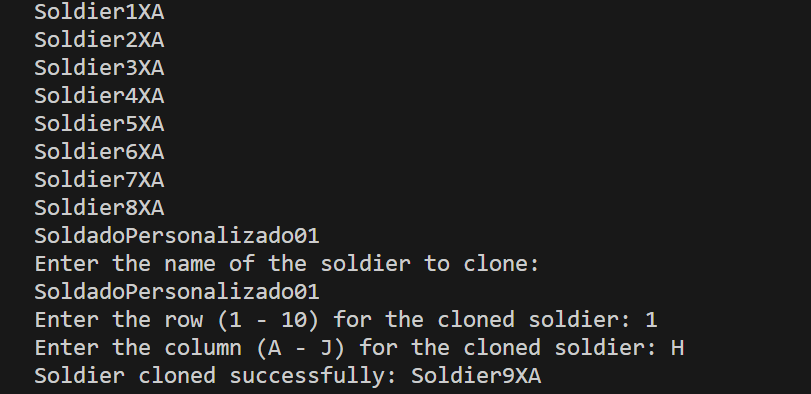 Soldier1XA
Soldier2XA
Soldier3XA
Soldier4XA
Soldier5XA
Soldier6XA
Soldier7XA
Soldier8XA
SoldadoPersonalizado01
Enter the name of the soldier to clone:
SoldadoPersonalizado01
Enter the row (1 - 10) for the cloned soldier: 1
Enter the column (A - J) for the cloned soldier: H
Soldier cloned successfully: Soldier9XA